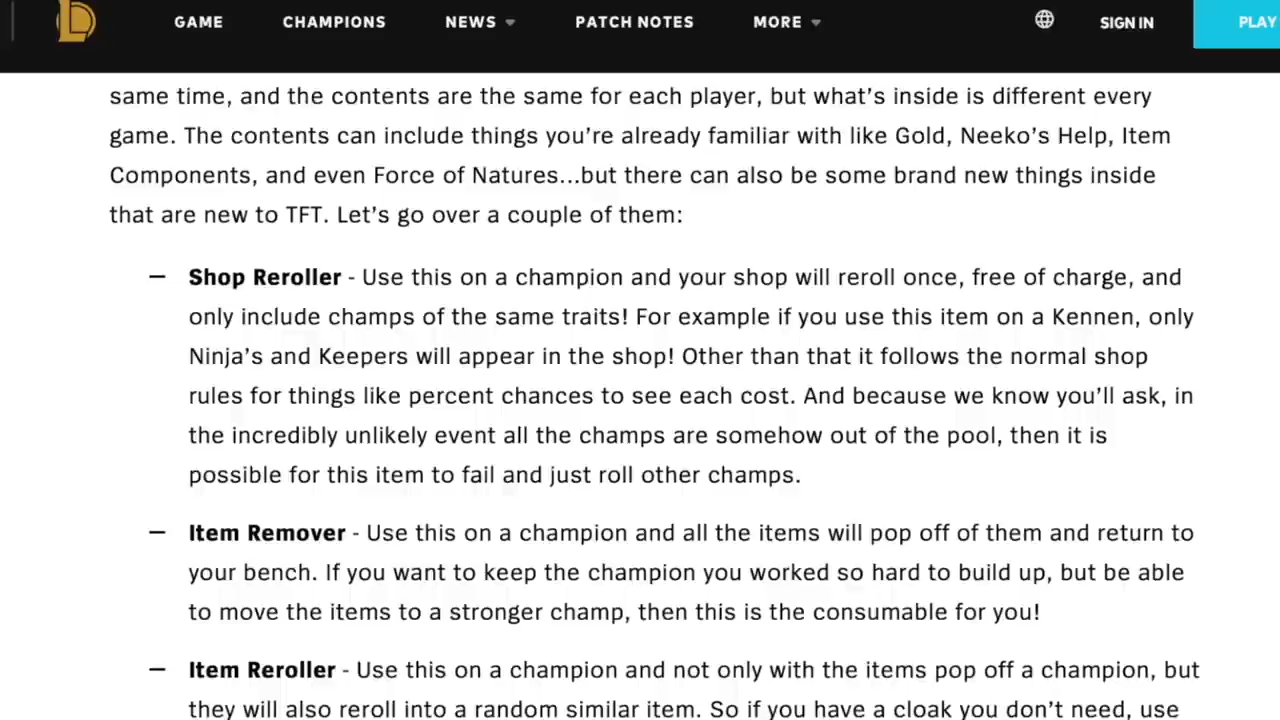 GAME CHAMPIONS NEWS PATCH NOTES MORE SIGN IN PLAY
same time, and the contents are the same for each player, but what's inside is different every
game. The contents can include things you're already familiar with like Gold, Neeko's Help, Item
Components, and even Force of Natures...but there can also be some brand new things inside
that are new to TFT. Let's go over a couple of them:
— Shop Reroller - Use this on a champion and your shop will reroll once, free of charge, and
only include champs of the same traits! For example if you use this item on a Kennen, only
Ninja's and Keepers will appear in the shop! Other than that it follows the normal shop
rules for things like percent chances to see each cost. And because we know you'll ask, in
the incredibly unlikely event all the champs are somehow out of the pool, then it is
possible for this item to fail and just roll other champs.
— Item Remover - Use this on a champion and all the items will pop off of them and return to
your bench. If you want to keep the champion you worked so hard to build up, but be able
to move the items to a stronger champ, then this is the consumable for you!
— Item Reroller - Use this on a champion and not only with the items pop off a champion, but
they will also reroll into a random similar item. So if you have a cloak you don't need, use